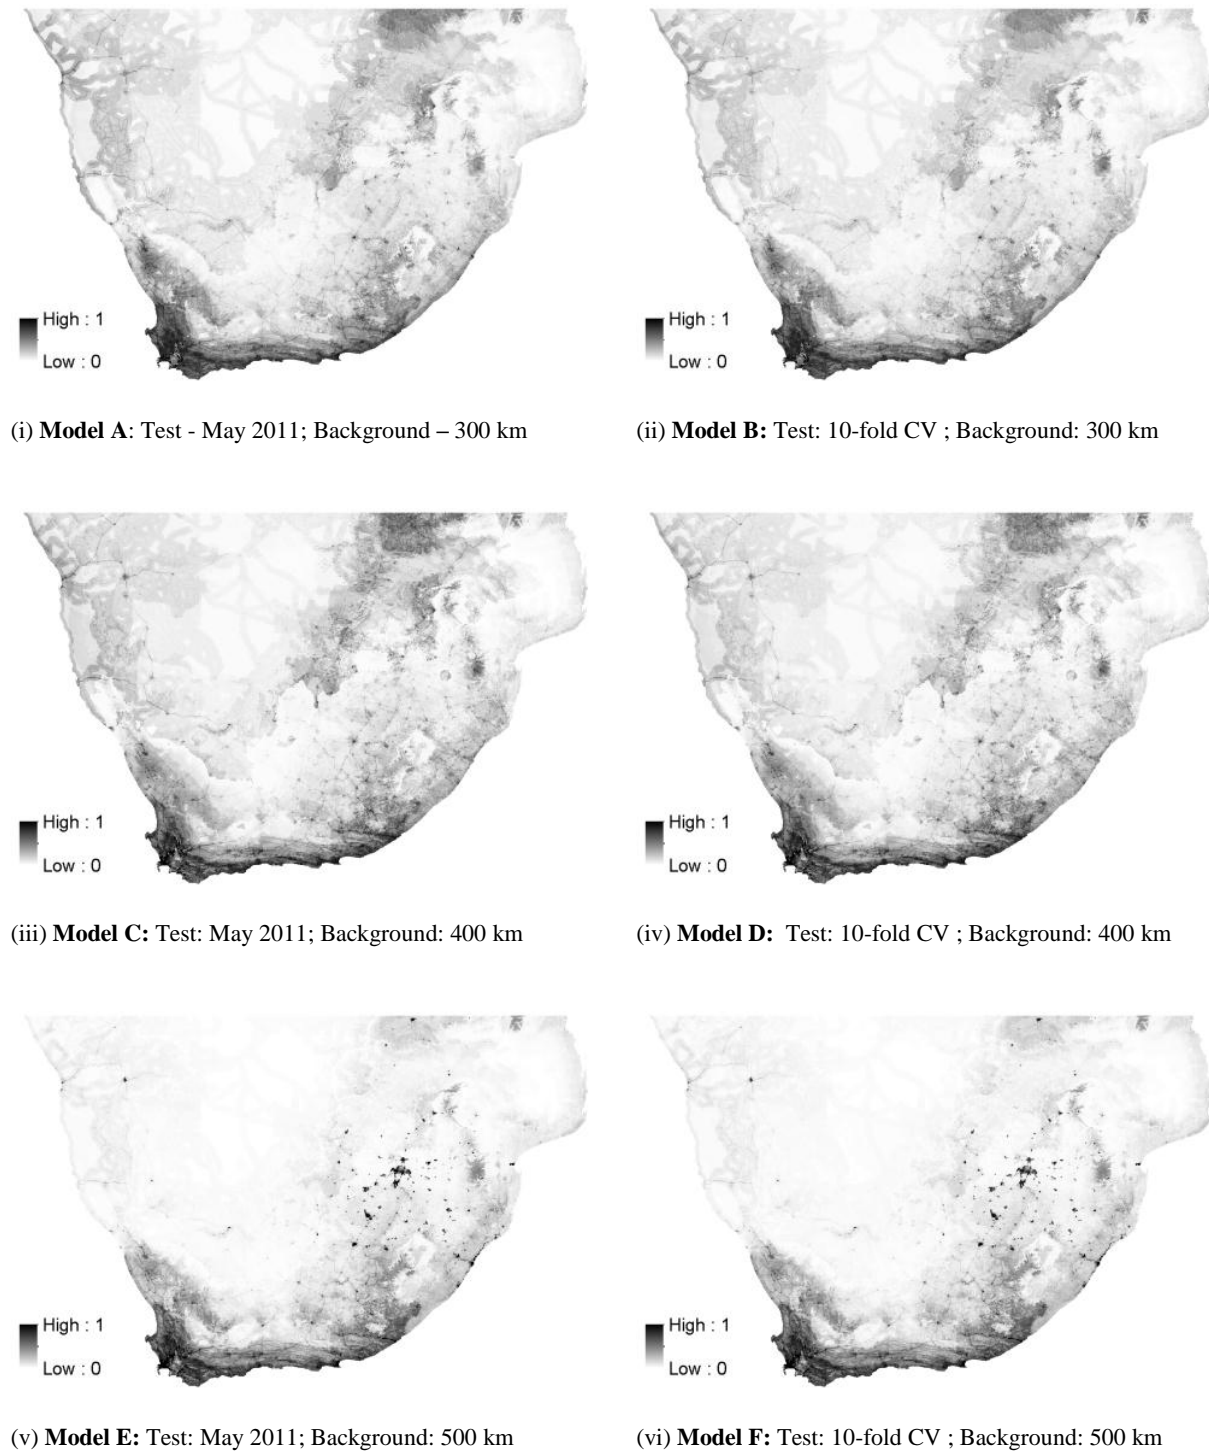 High : 1
Low : 0
High : 1
Low : 0
(i) Model A: Test - May 2011; Background – 300 km
(ii) Model B: Test: 10-fold CV ; Background: 300 km
High : 1
Low : 0
High : 1
Low : 0
(iii) Model C: Test: May 2011; Background: 400 km
(iv) Model D: Test: 10-fold CV ; Background: 400 km
High : 1
Low : 0
High : 1
Low : 0
(v) Model E: Test: May 2011; Background: 500 km
(vi) Model F: Test: 10-fold CV ; Background: 500 km